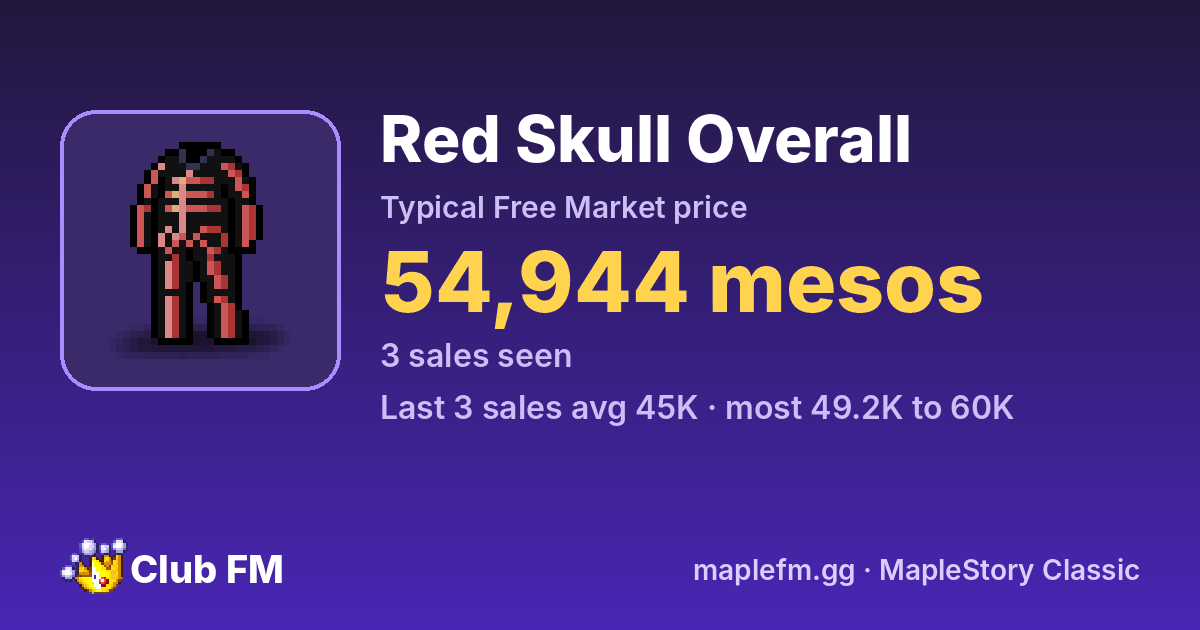 Red Skull Overall
Typical Free Market price
54,944 mesos
3 sales seen
Last 3 sales avg 45K · most 49.2K to 60K
Club FM
maplefm.gg · MapleStory Classic